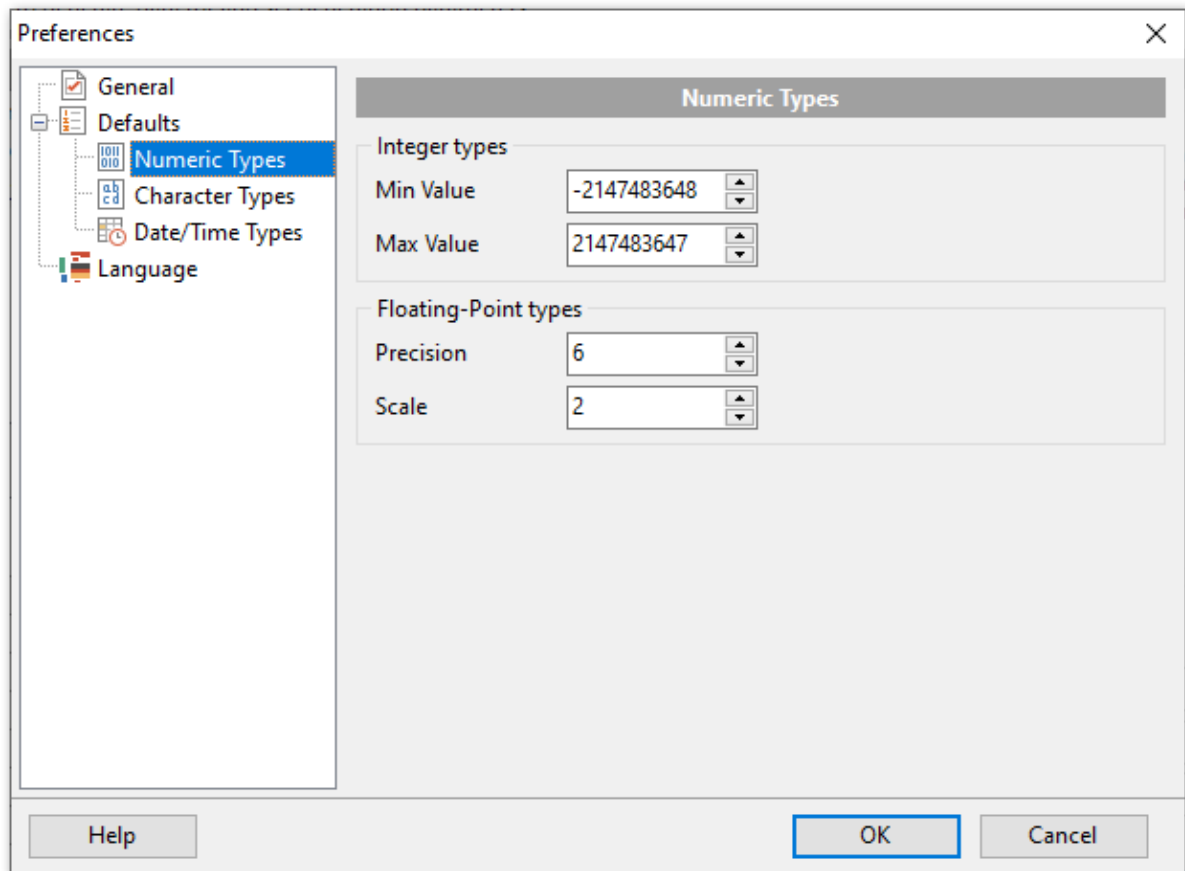 Preferences
General
Defaults
Numeric Types
Character Types
Date/Time Types
Language
Numeric Types
Integer types
Min Value -2147483648
Max Value 2147483647
Floating-Point types
Precision 6
Scale 2
Help OK Cancel